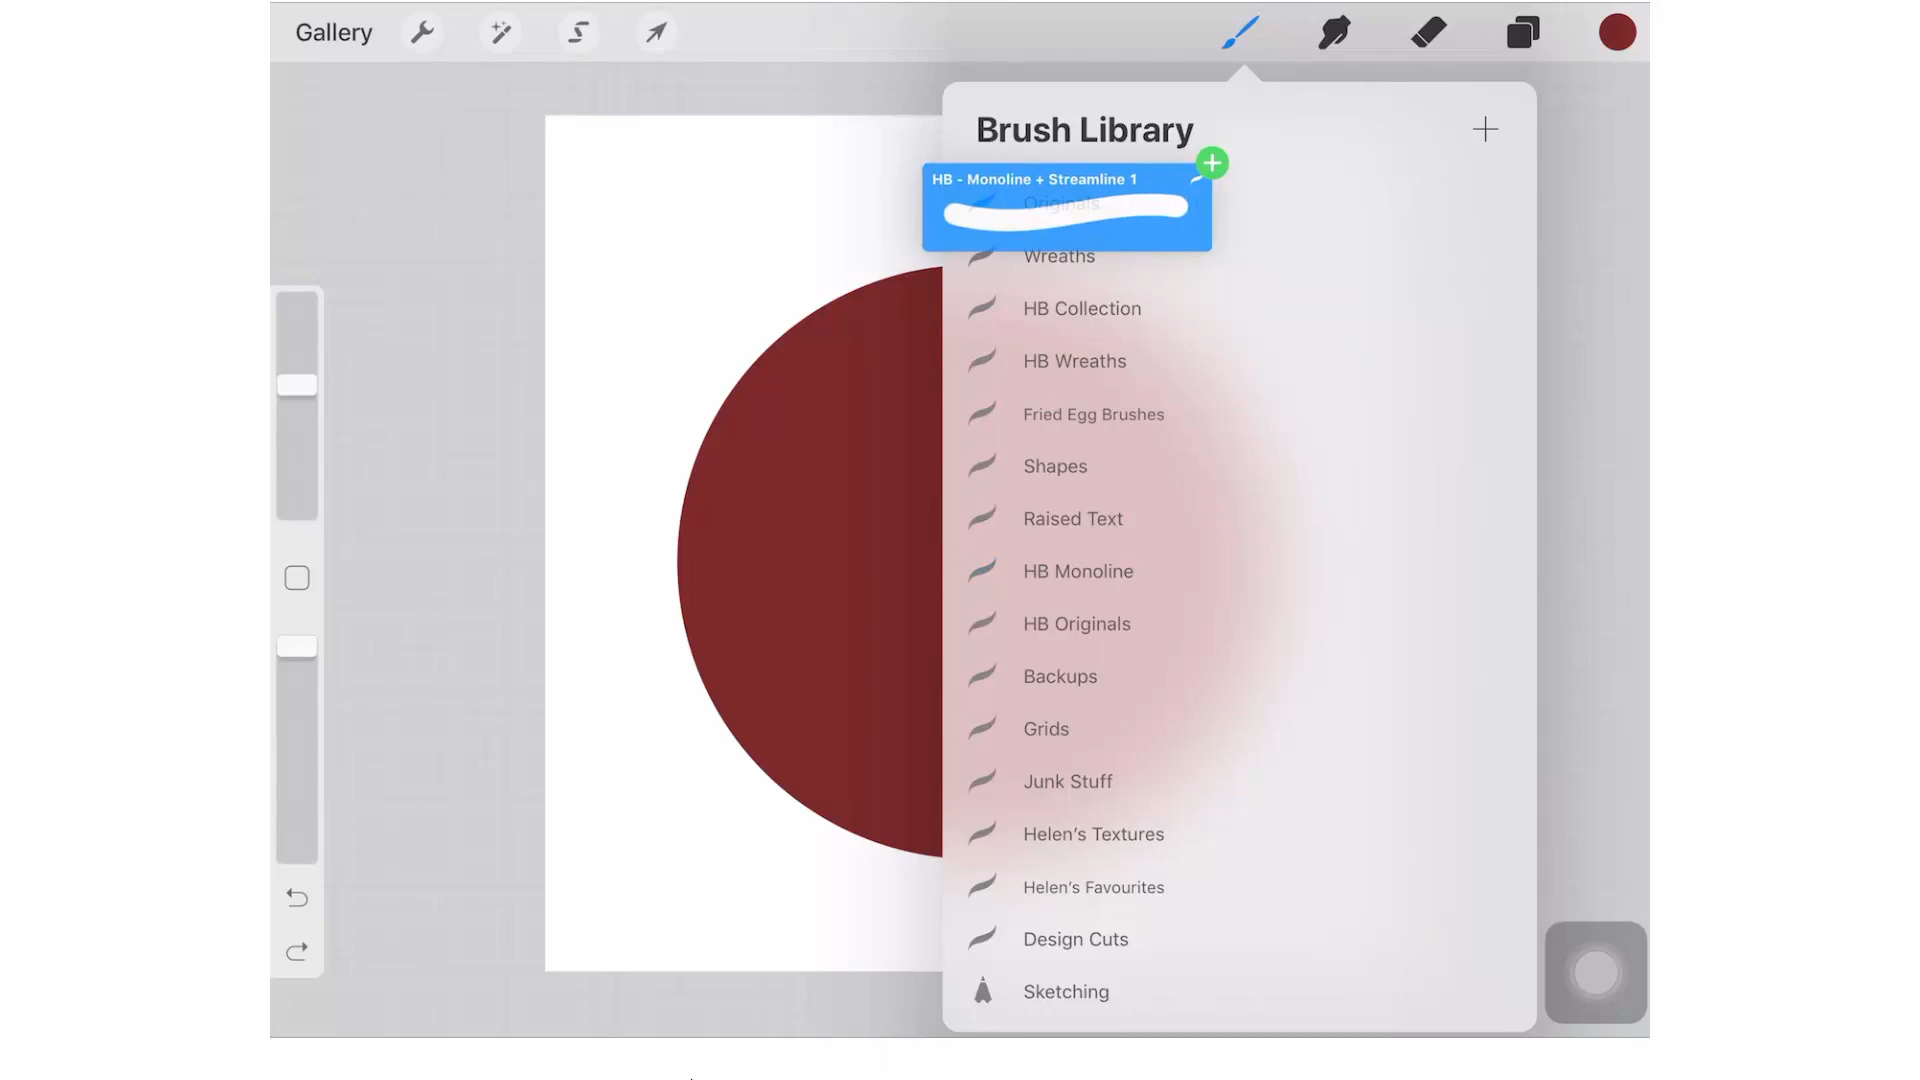 Gallery
Brush Library
HB - Monoline + Streamline 1
Originals
Wreaths
HB Collection
HB Wreaths
Fried Egg Brushes
Shapes
Raised Text
HB Monoline
HB Originals
Backups
Grids
Junk Stuff
Helen’s Textures
Helen’s Favourites
Design Cuts
Sketching